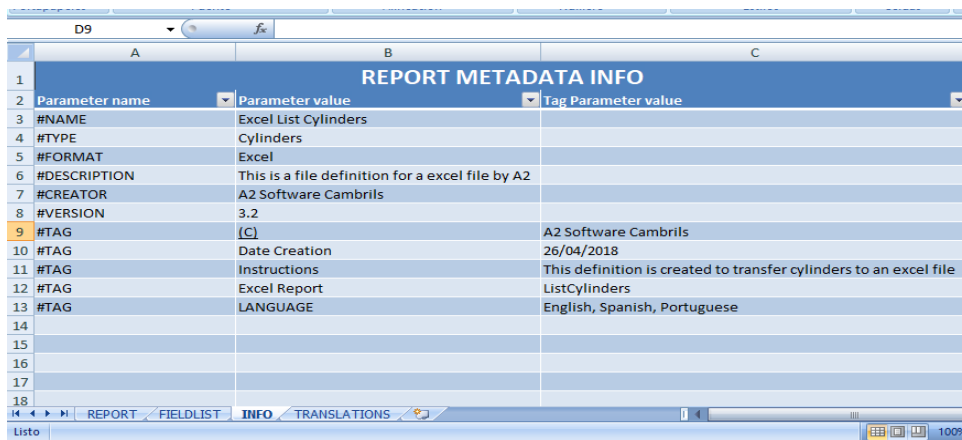 D9 fx
A B C
1 REPORT METADATA INFO
2 Parameter name Parameter value Tag Parameter value
3 #NAME Excel List Cylinders
4 #TYPE Cylinders
5 #FORMAT Excel
6 #DESCRIPTION This is a file definition for a excel file by A2
7 #CREATOR A2 Software Cambrils
8 #VERSION 3.2
9 #TAG (C) A2 Software Cambrils
10 #TAG Date Creation 26/04/2018
11 #TAG Instructions This definition is created to transfer cylinders to an excel file
12 #TAG Excel Report ListCylinders
13 #TAG LANGUAGE English, Spanish, Portuguese
14
15
16
17
18
REPORT FIELDLIST INFO TRANSLATIONS
Listo 100%